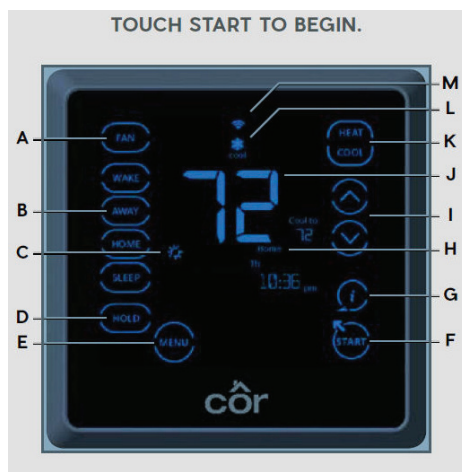 TOUCH START TO BEGIN.
M
L
A
FAN
HEAT
COOL
K
cool
WAKE
72
J
B
AWAY
Cool to
72
I
C
HOME
Home
H
SLEEP
Th
10:36 pm
i
G
D
HOLD
E
MENU
START
F
côr